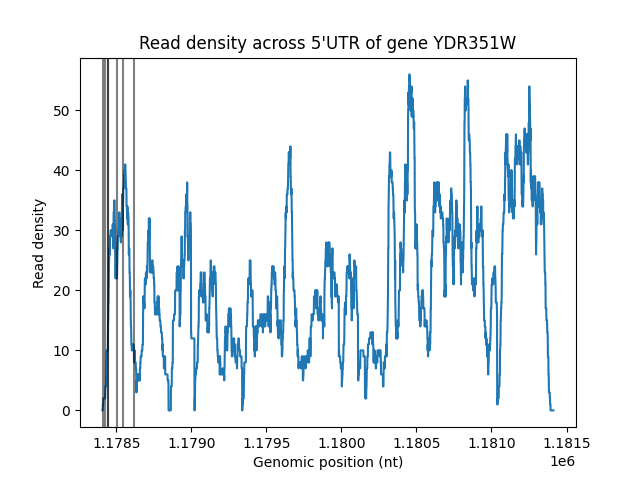 Read density across 5'UTR of gene YDR351W
Read density
50
40
30
20
10
0
1.1785 1.1790 1.1795 1.1800 1.1805 1.1810 1.1815
1e6
Genomic position (nt)